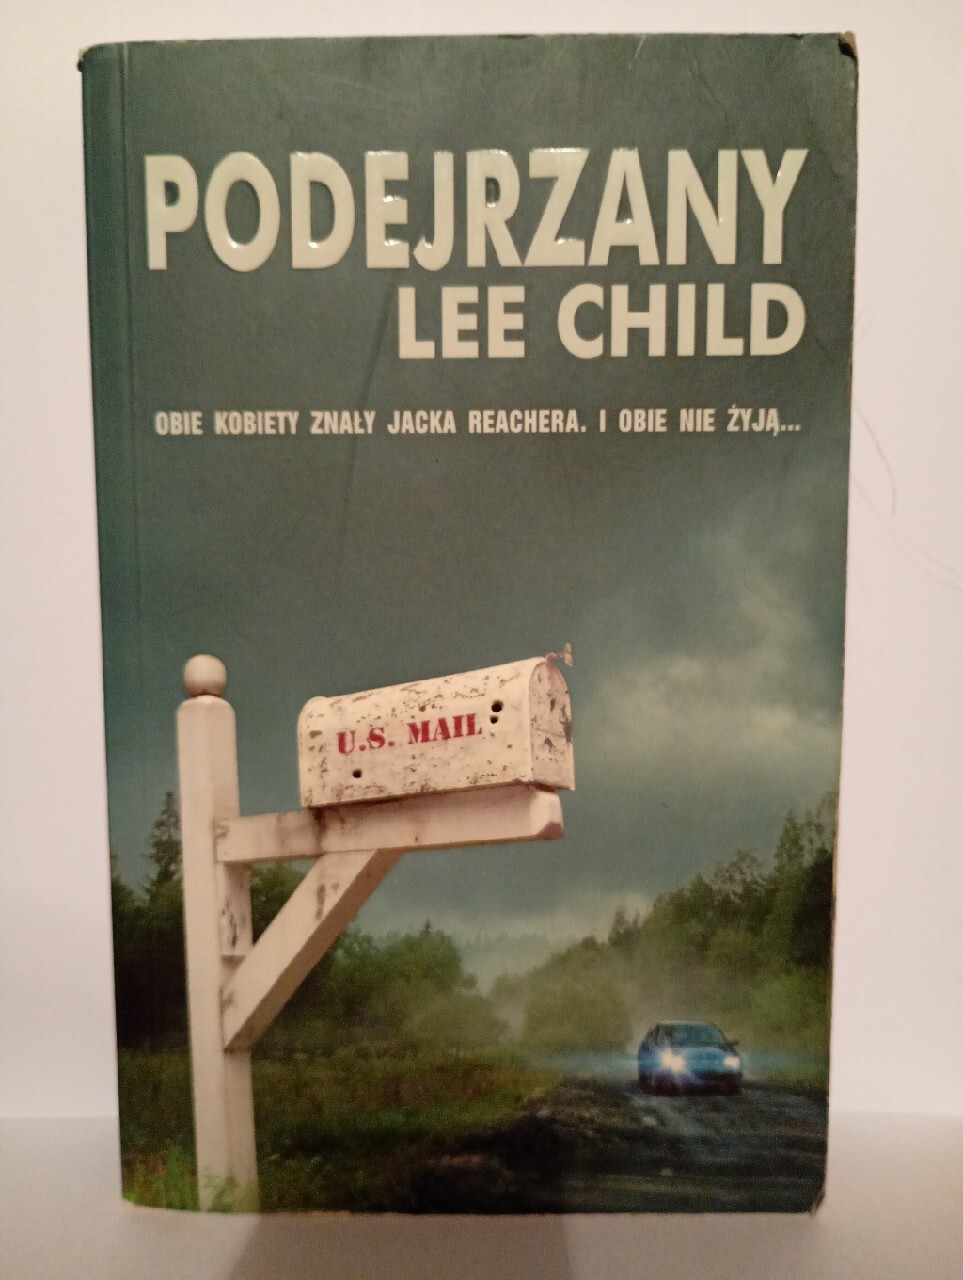 PODEJRZANY
LEE CHILD
OBIE KOBIETY ZNAŁY JACKA REACHERA. I OBIE NIE ŻYJĄ...
U.S. MAIL